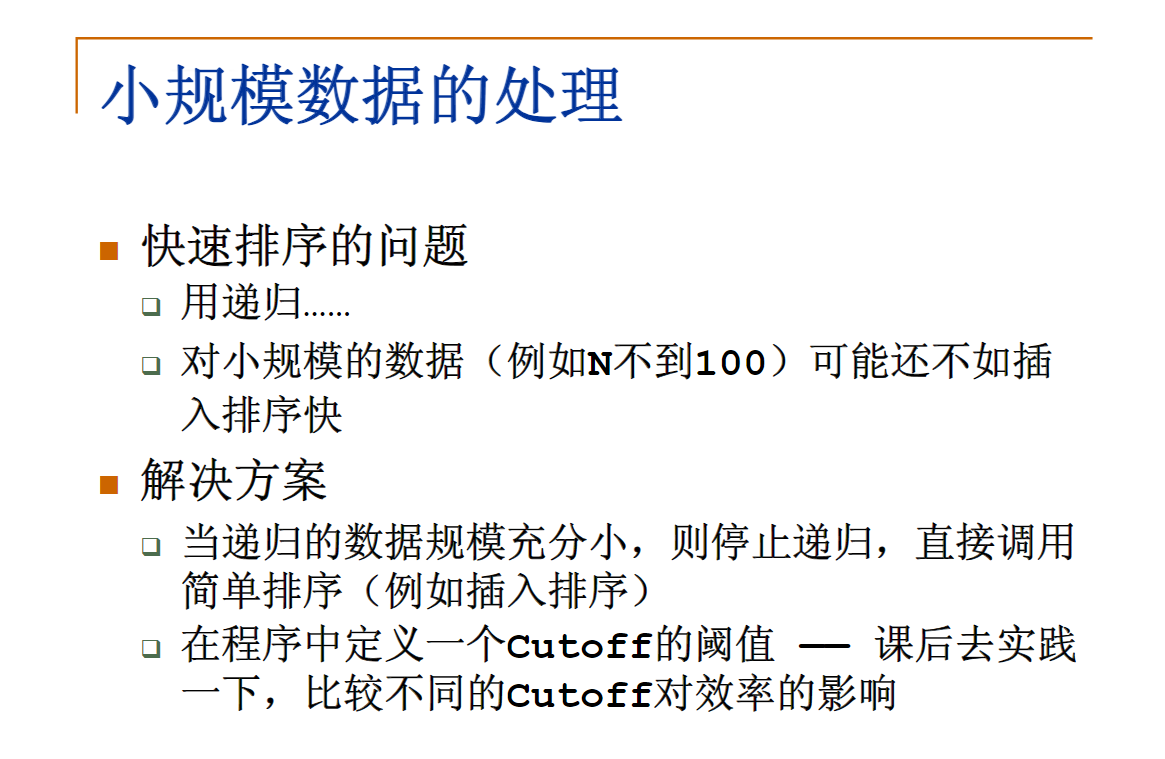 小规模数据的处理
快速排序的问题
用递归……
对小规模的数据（例如N不到100）可能还不如插
入排序快
解决方案
当递归的数据规模充分小，则停止递归，直接调用
简单排序（例如插入排序）
在程序中定义一个Cutoff的阈值 —— 课后去实践
一下，比较不同的Cutoff对效率的影响